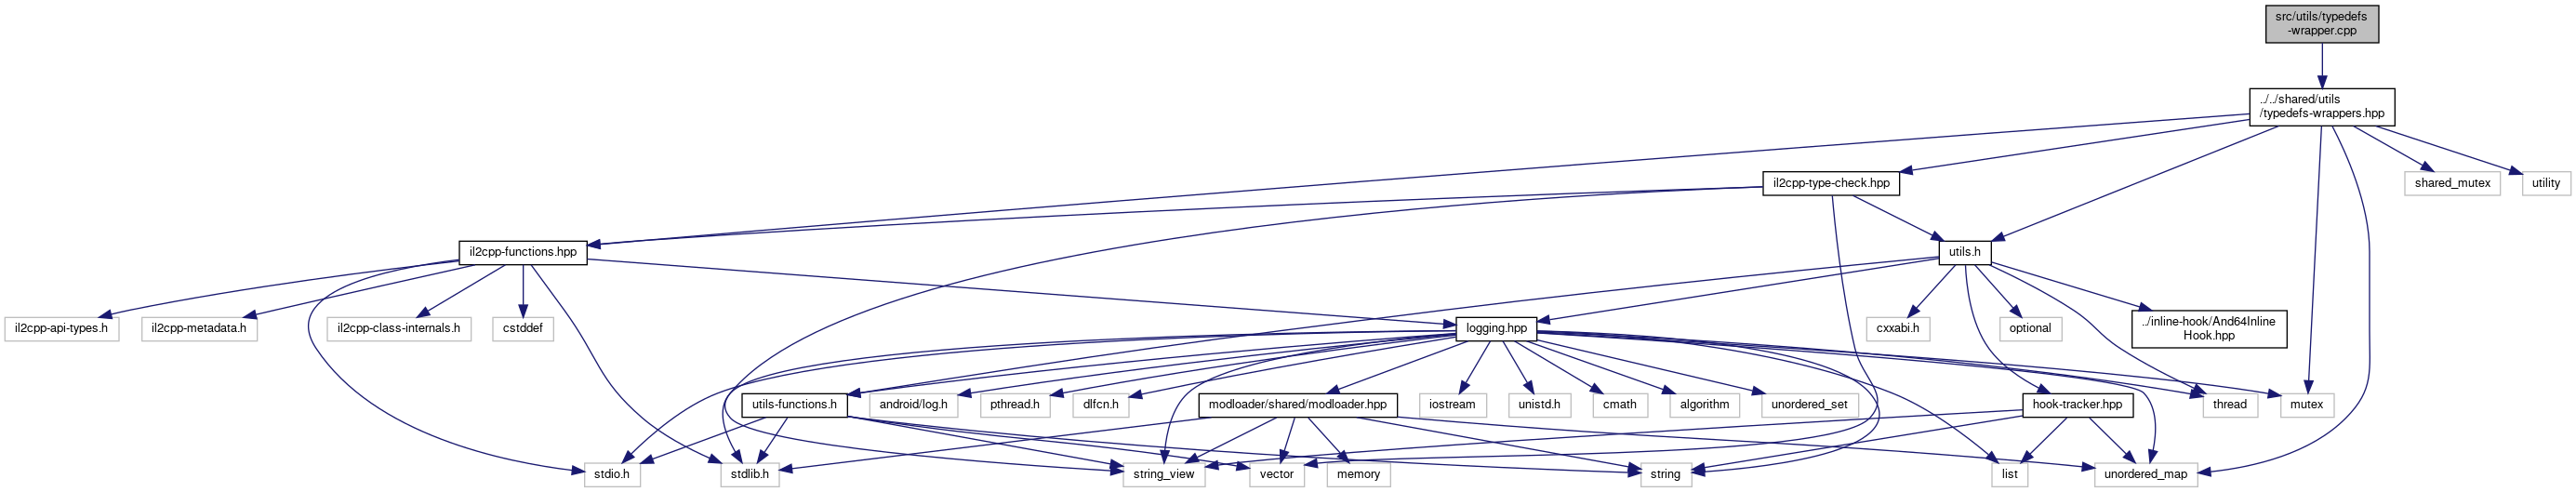 src/utils/typedefs
-wrapper.cpp
../../shared/utils
/typedefs-wrappers.hpp
il2cpp-type-check.hpp
shared_mutex
utility
il2cpp-functions.hpp
utils.h
il2cpp-api-types.h
il2cpp-metadata.h
il2cpp-class-internals.h
cstddef
logging.hpp
cxxabi.h
optional
../inline-hook/And64Inline
Hook.hpp
utils-functions.h
android/log.h
pthread.h
dlfcn.h
modloader/shared/modloader.hpp
iostream
unistd.h
cmath
algorithm
unordered_set
hook-tracker.hpp
thread
mutex
stdio.h
stdlib.h
string_view
vector
memory
string
list
unordered_map